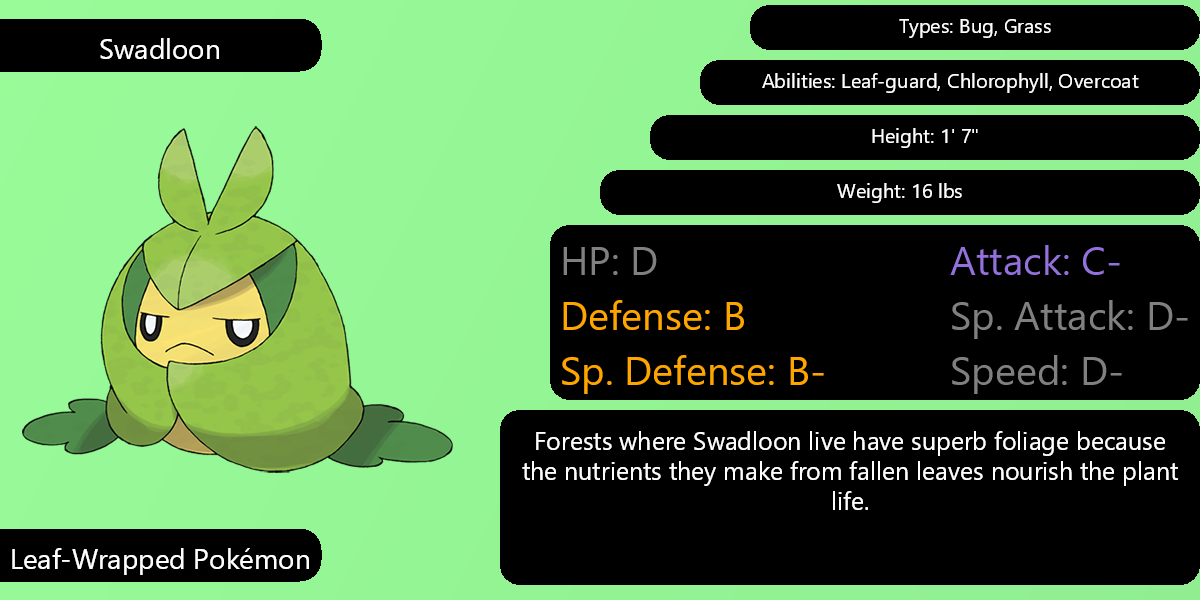 Swadloon
Leaf-Wrapped Pokémon
Types: Bug, Grass
Abilities: Leaf-guard, Chlorophyll, Overcoat
Height: 1' 7"
Weight: 16 lbs
HP: D
Attack: C-
Defense: B
Sp. Attack: D-
Sp. Defense: B-
Speed: D-
Forests where Swadloon live have superb foliage because
the nutrients they make from fallen leaves nourish the plant
life.